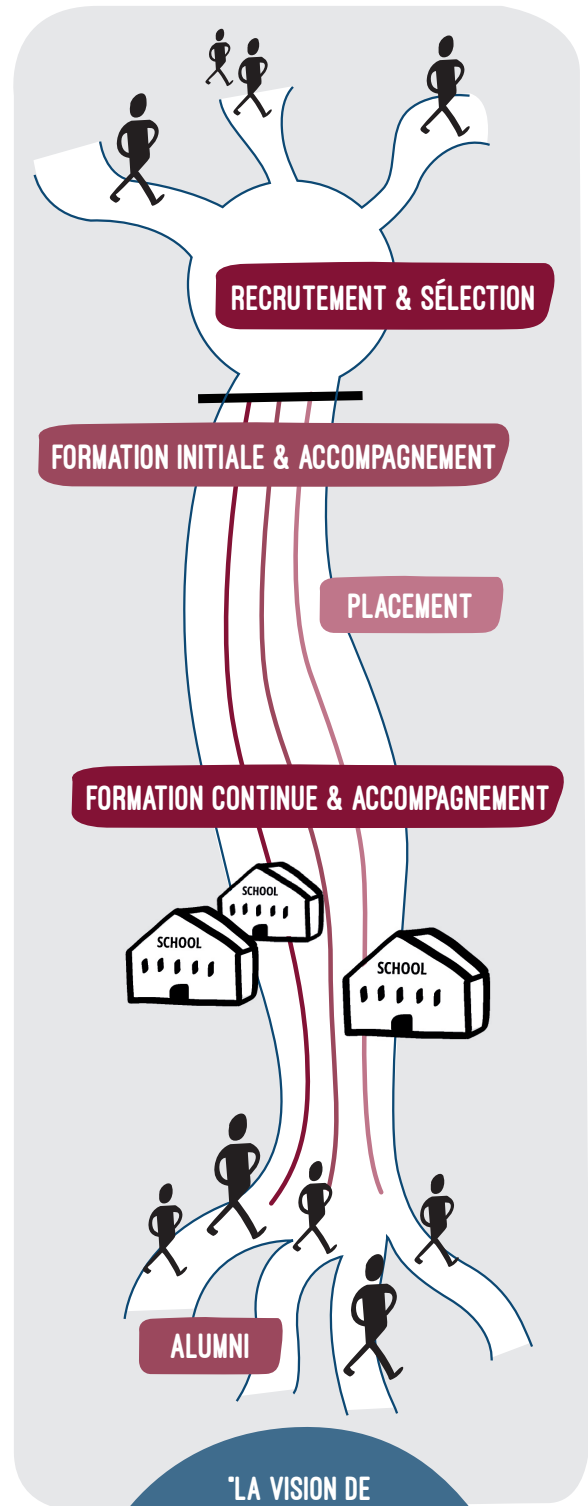 RECRUTEMENT & SÉLECTION
FORMATION INITIALE & ACCOMPAGNEMENT
PLACEMENT
FORMATION CONTINUE & ACCOMPAGNEMENT
SCHOOL
SCHOOL
SCHOOL
ALUMNI
"LA VISION DE